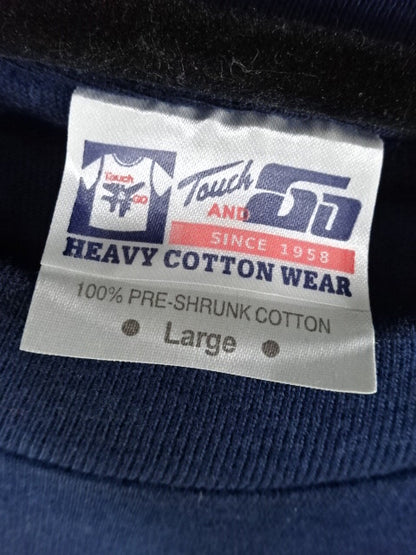 Touch
& GO
Touch
AND GO
SINCE 1958
HEAVY COTTON WEAR
100% PRE-SHRUNK COTTON
• Large •